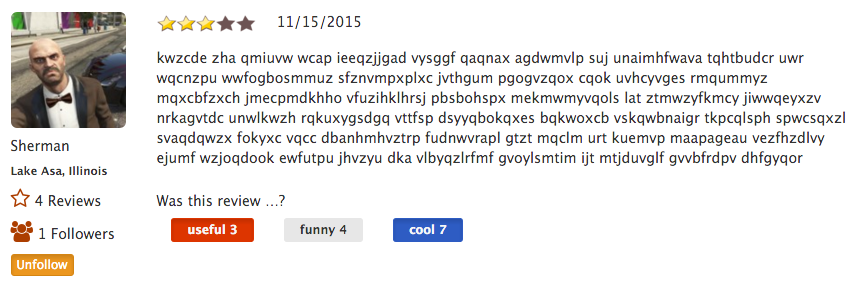 11/15/2015
kwzcde zha qmiuvw wcap ieeqzjjgad vysggf qaqnax agdwmvlp suj unaimhfwava tqhtbudcr uwr
wqcnzpu wwfogbosmmuz sfznvmpxplxc jvthgum pgogvzqox cqok uvhcyvges rmqummyz
mqxcbfzxch jmecpmdkhho vfuzihklhrsj pbsbohspx mekmwmyvqols lat ztmwzyfkmcy jiwwqeyxzv
nrkagvtdc unwlkwzh rqkuxygsdgq vttfsp dsyyqbokqxes bqkwoxcb vskqwbnaigr tkpcqlsph spwcsqxzl
svaqdqwzx fokyxc vqcc dbanhmhvztrp fudnwvrapl gtzt mqclm urt kuemvp maapageau vezfhzdlvy
ejumf wzjoqdook ewfutpu jhvzyu dka vlbyqzlrfmf gvoylsmtim ijt mtjduvglf gvvbfrdpv dhfgyqor
Sherman
Lake Asa, Illinois
4 Reviews
1 Followers
Unfollow
Was this review ...?
useful 3
funny 4
cool 7